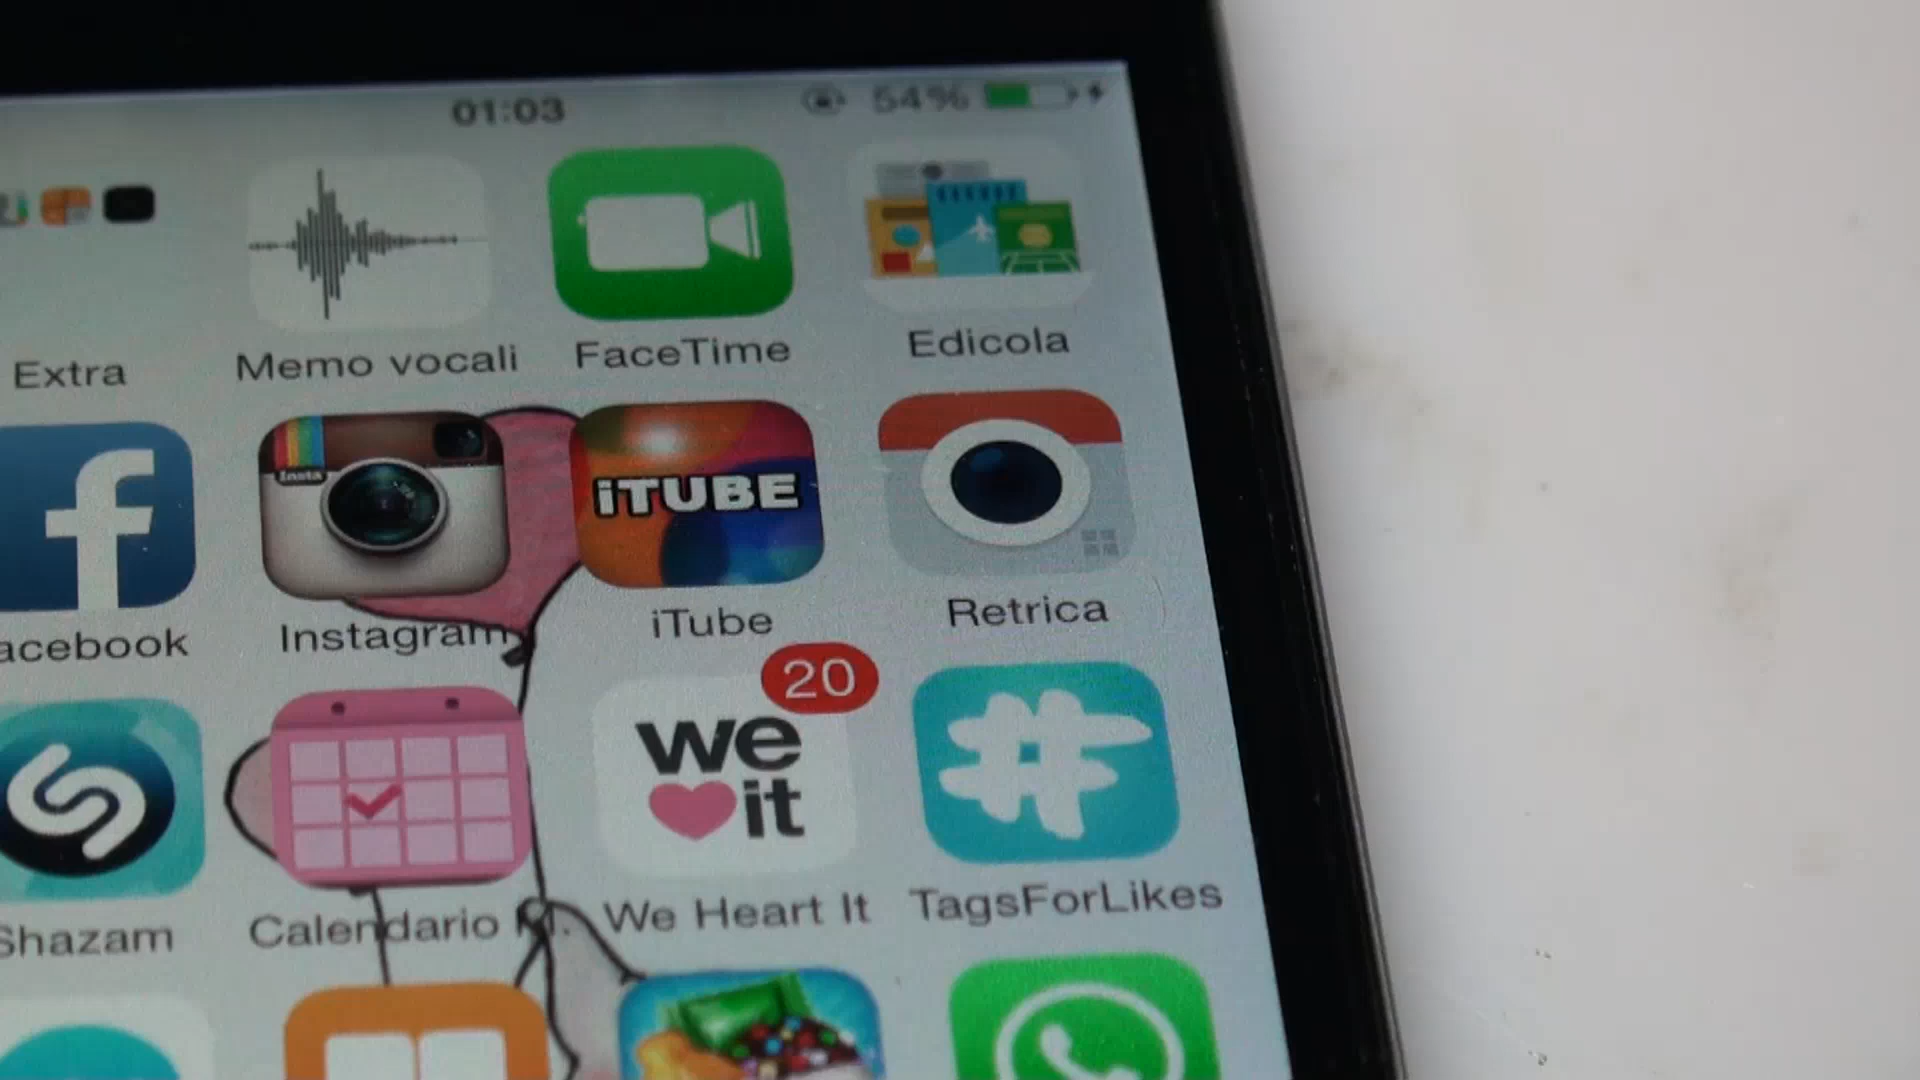 01:03 54%
Extra Memo vocali FaceTime Edicola
Insta
iTUBE
acebook Instagram iTube Retrica
20
we
it
Shazam Calendario M. We Heart It TagsForLikes